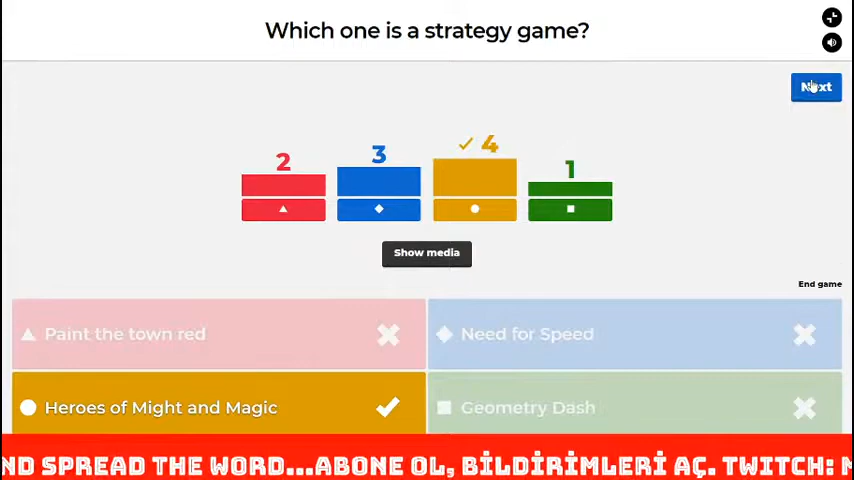 Which one is a strategy game?
Next
2
3
4
1
Show media
End game
Paint the town red
Need for Speed
Heroes of Might and Magic
Geometry Dash
ND SPREAD THE WORD...ABONE OL, BİLDİRİMLERİ AÇ. TWITCH: